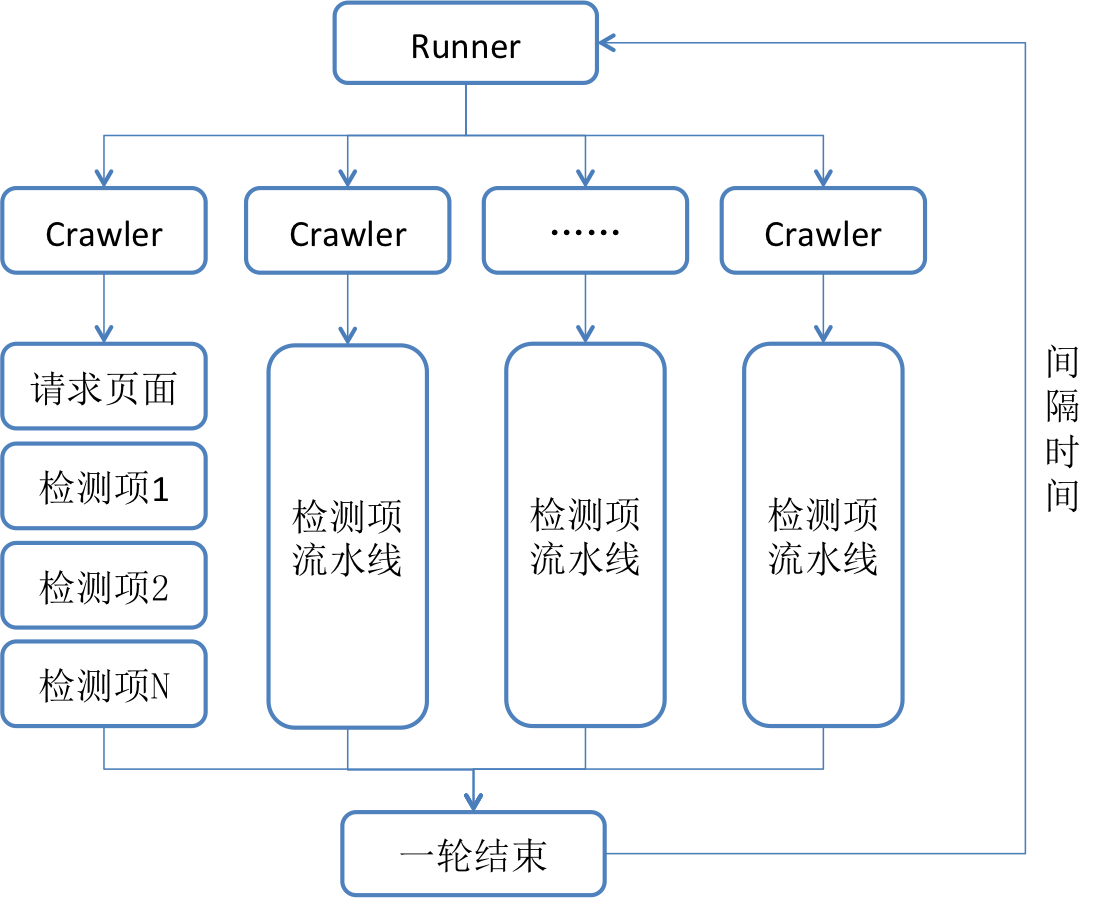 Runner
Crawler
Crawler
……
Crawler
请求页面
检测项1
检测项2
检测项N
检测项
流水线
检测项
流水线
检测项
流水线
间
隔
时
间
一轮结束